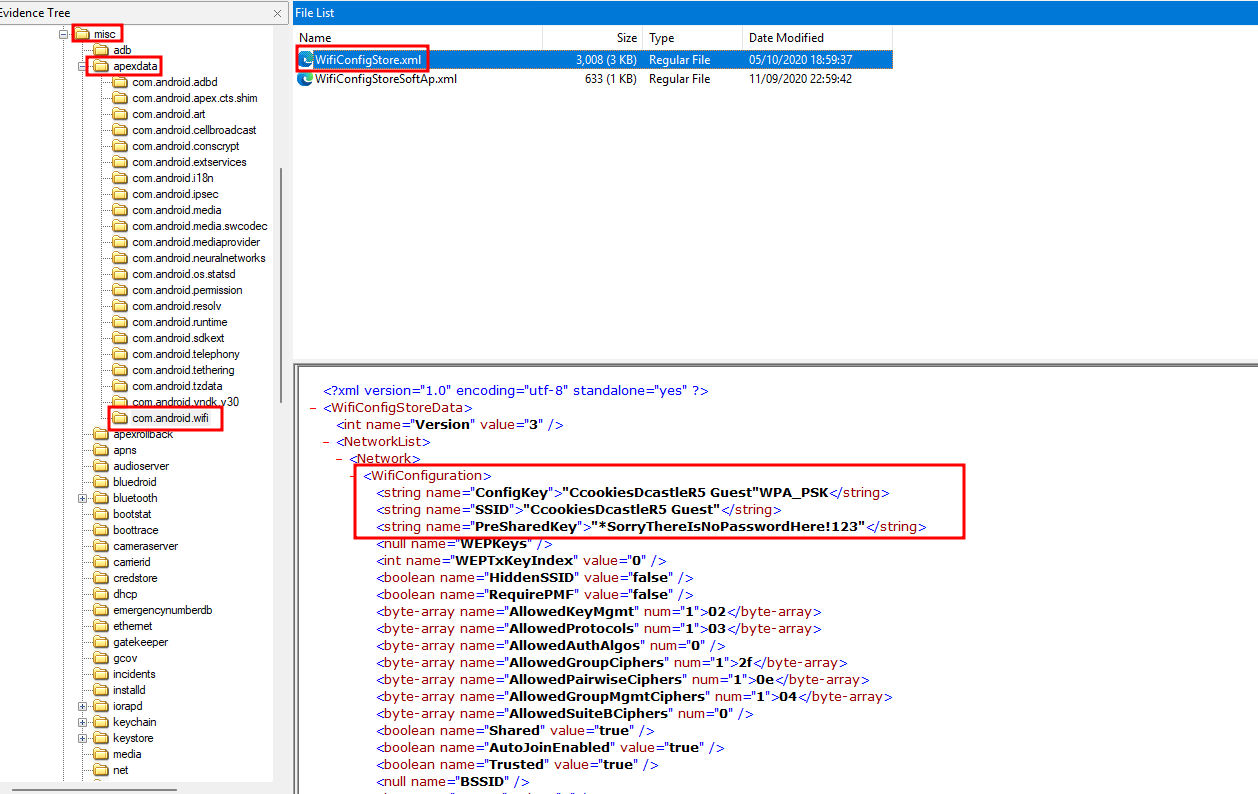 Evidence Tree
misc
adb
apexdata
com.android.adbd
com.android.apex.cts.shim
com.android.art
com.android.cellbroadcast
com.android.conscrypt
com.android.extservices
com.android.i18n
com.android.ipsec
com.android.media
com.android.media.swcodec
com.android.mediaprovider
com.android.neuralnetworks
com.android.os.statsd
com.android.permission
com.android.resolv
com.android.runtime
com.android.sdkext
com.android.telephony
com.android.tethering
com.android.tzdata
com.android.vndk.v30
com.android.wifi
apexrollback
apns
audioserver
bluedroid
bluetooth
bootstat
boottrace
cameraserver
carrierid
credstore
dhcp
emergencynumberdb
ethernet
gatekeeper
gcov
incidents
installd
iorapd
keychain
keystore
media
net
File List
Name Size Type Date Modified
WifiConfigStore.xml 3,008 (3 KB) Regular File 05/10/2020 18:59:37
WifiConfigStoreSoftAp.xml 633 (1 KB) Regular File 11/09/2020 22:59:42
<?xml version="1.0" encoding="utf-8" standalone="yes" ?>
- <WifiConfigStoreData>
<int name="Version" value="3" />
- <NetworkList>
- <Network>
- <WifiConfiguration>
<string name="ConfigKey">"CcookiesDcastleR5 Guest"WPA_PSK</string>
<string name="SSID">"CcookiesDcastleR5 Guest"</string>
<string name="PreSharedKey">"*SorryThereIsNoPasswordHere!123"</string>
<null name="WEPKeys" />
<int name="WEPTxKeyIndex" value="0" />
<boolean name="HiddenSSID" value="false" />
<boolean name="RequirePMF" value="false" />
<byte-array name="AllowedKeyMgmt" num="1">02</byte-array>
<byte-array name="AllowedProtocols" num="1">03</byte-array>
<byte-array name="AllowedAuthAlgos" num="0" />
<byte-array name="AllowedGroupCiphers" num="1">2f</byte-array>
<byte-array name="AllowedPairwiseCiphers" num="1">0e</byte-array>
<byte-array name="AllowedGroupMgmtCiphers" num="1">04</byte-array>
<byte-array name="AllowedSuiteBCiphers" num="0" />
<boolean name="Shared" value="true" />
<boolean name="AutoJoinEnabled" value="true" />
<boolean name="Trusted" value="true" />
<null name="BSSID" />